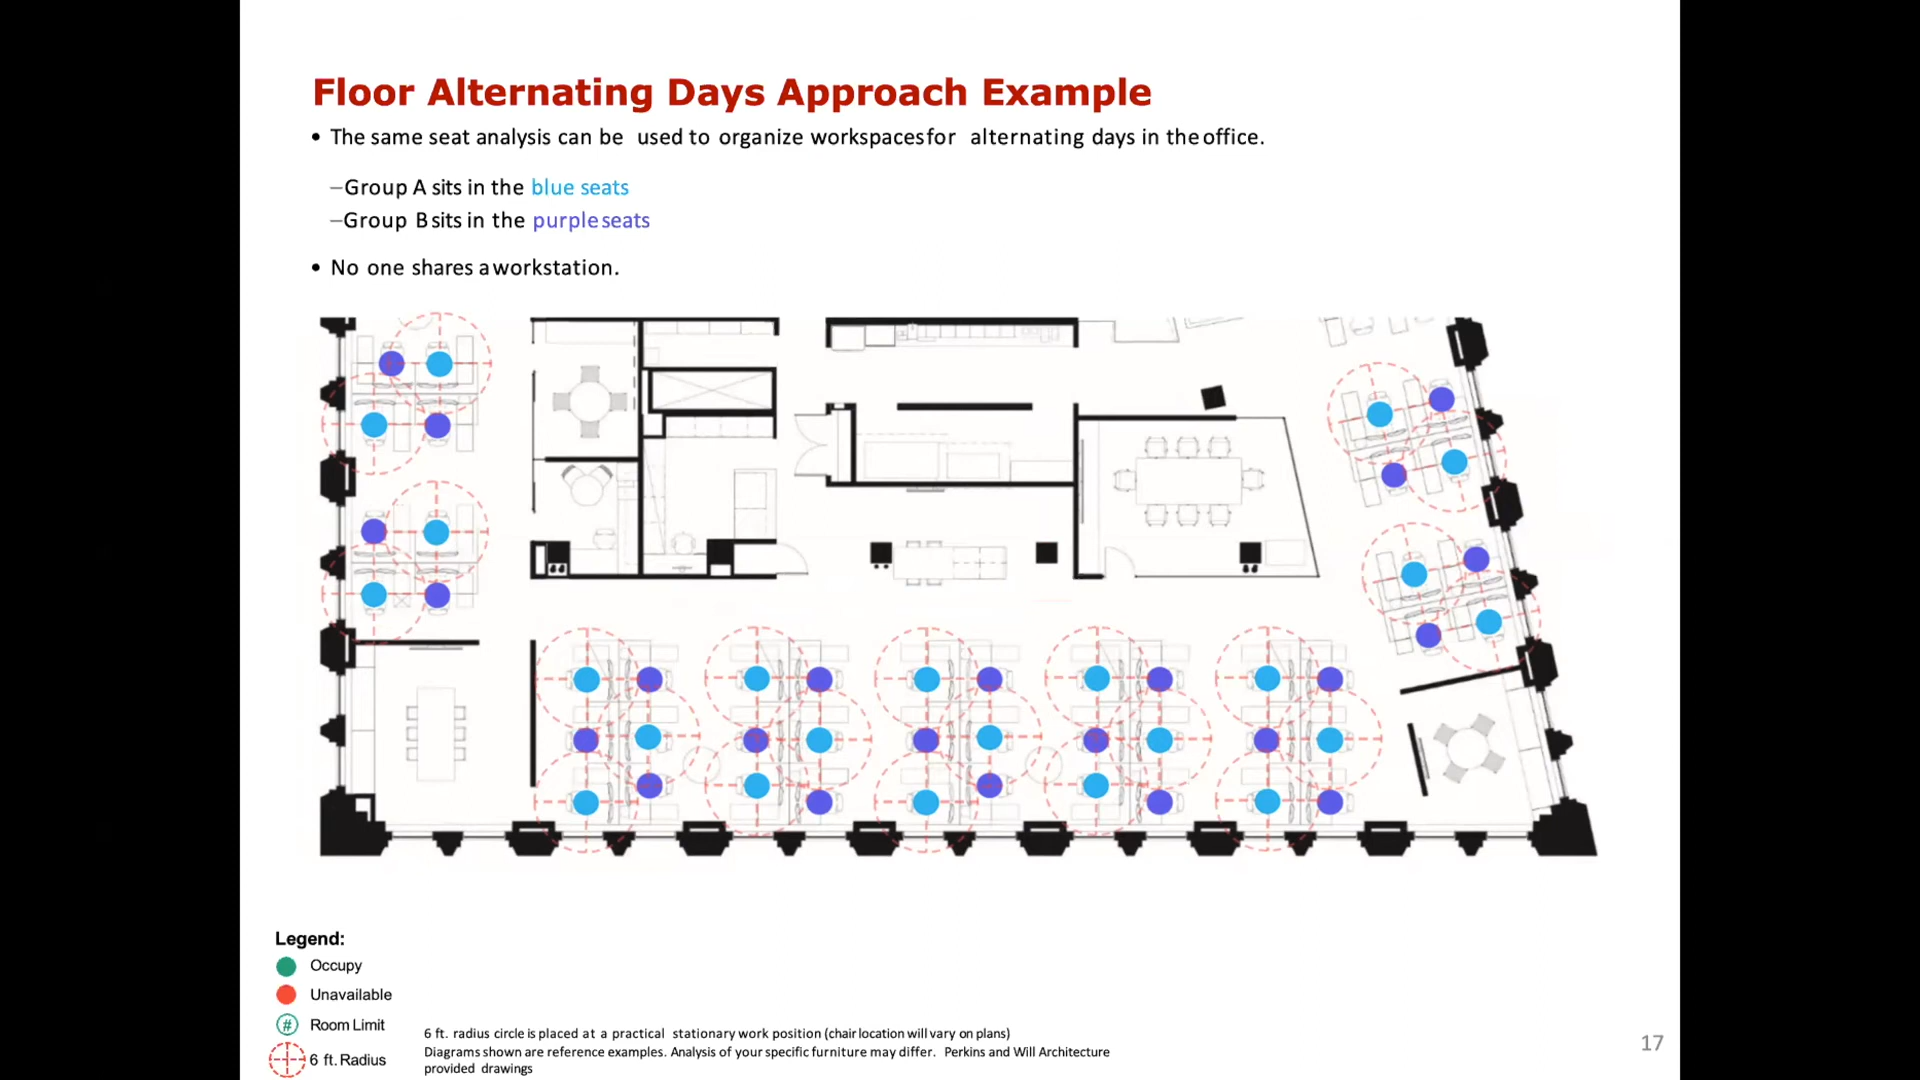 Floor Alternating Days Approach Example
• The same seat analysis can be used to organize workspacesfor alternating days in the office.
–Group A sits in the blue seats
–Group B sits in the purple seats
• No one shares a workstation.
Legend:
Occupy
Unavailable
# Room Limit
6 ft. Radius
6 ft. radius circle is placed at a practical stationary work position (chair location will vary on plans)
Diagrams shown are reference examples. Analysis of your specific furniture may differ. Perkins and Will Architecture
provided drawings
17